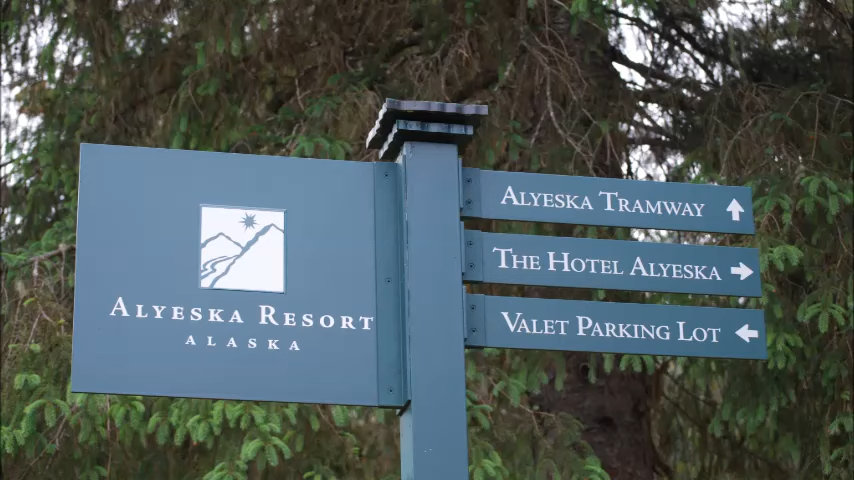 Alyeska Resort
ALASKA
Alyeska Tramway
The Hotel Alyeska
Valet Parking Lot